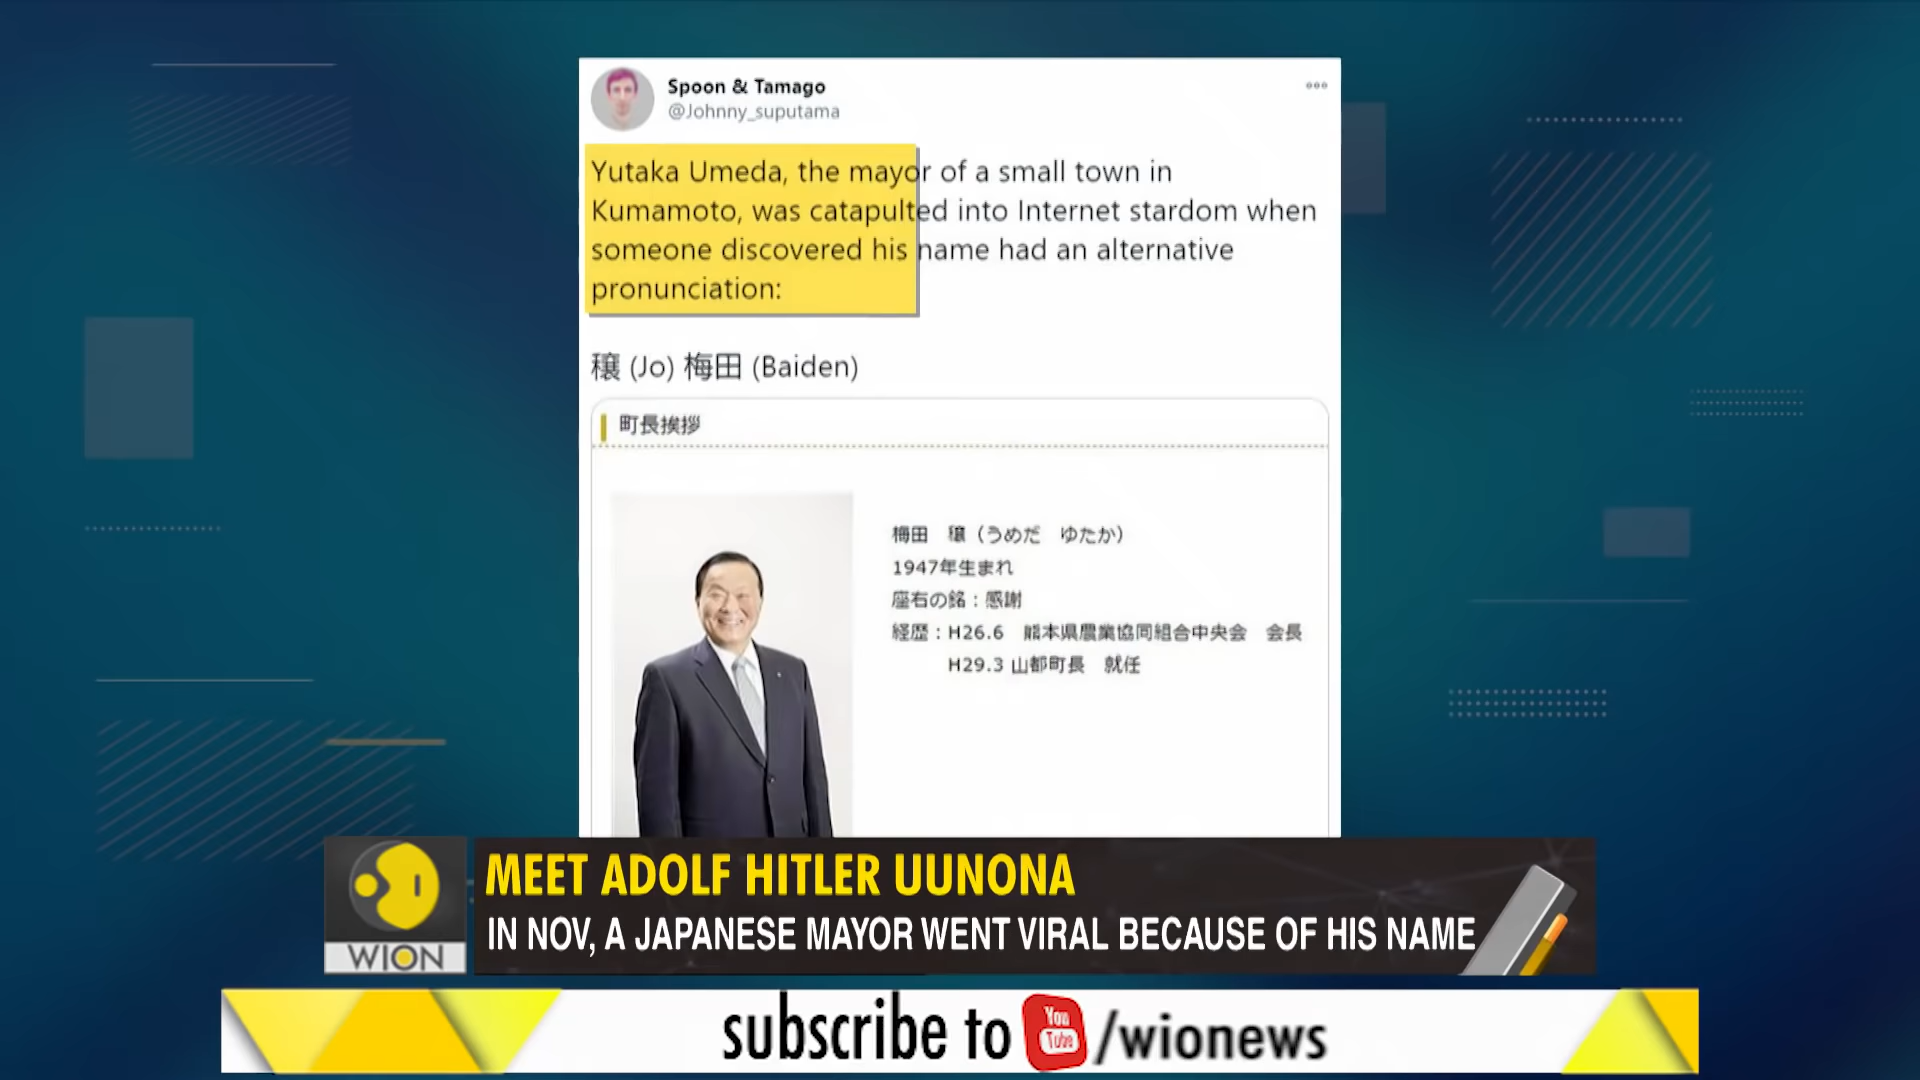 Spoon & Tamago
@Johnny_suputama
Yutaka Umeda, the mayor of a small town in
Kumamoto, was catapulted into Internet stardom when
someone discovered his name had an alternative
pronunciation:
穣 (Jo) 梅田 (Baiden)
町長挨拶
梅田 穣（うめだ ゆたか）
1947年生まれ
座右の銘：感謝
経歴：H26.6 熊本県農業協同組合中央会 会長
H29.3 山都町長 就任
MEET ADOLF HITLER UUNONA
IN NOV, A JAPANESE MAYOR WENT VIRAL BECAUSE OF HIS NAME
WION
subscribe to You Tube /wionews